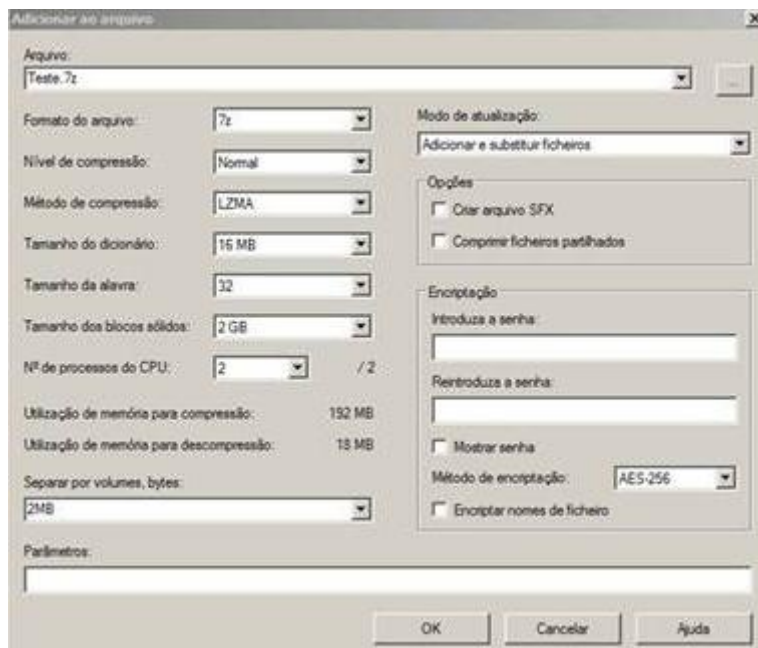 Adicionar ao arquivo
Arquivo:
Teste.7z
...
Formato do arquivo: 7z
Nível de compressão: Normal
Método de compressão: LZMA
Tamanho do dicionário: 16 MB
Tamanho da alavra: 32
Tamanho dos blocos sólidos: 2 GB
Nº de processos do CPU: 2 / 2
Utilização de memória para compressão: 192 MB
Utilização de memória para descompressão: 18 MB
Separar por volumes, bytes:
2MB
Modo de atualização:
Adicionar e substituir ficheiros
Opções
Criar arquivo SFX
Comprimir ficheiros partilhados
Encriptação
Introduza a senha:
Reintroduza a senha:
Mostrar senha
Método de encriptação: AES-256
Encriptar nomes de ficheiro
Parâmetros:
OK Cancelar Ajuda